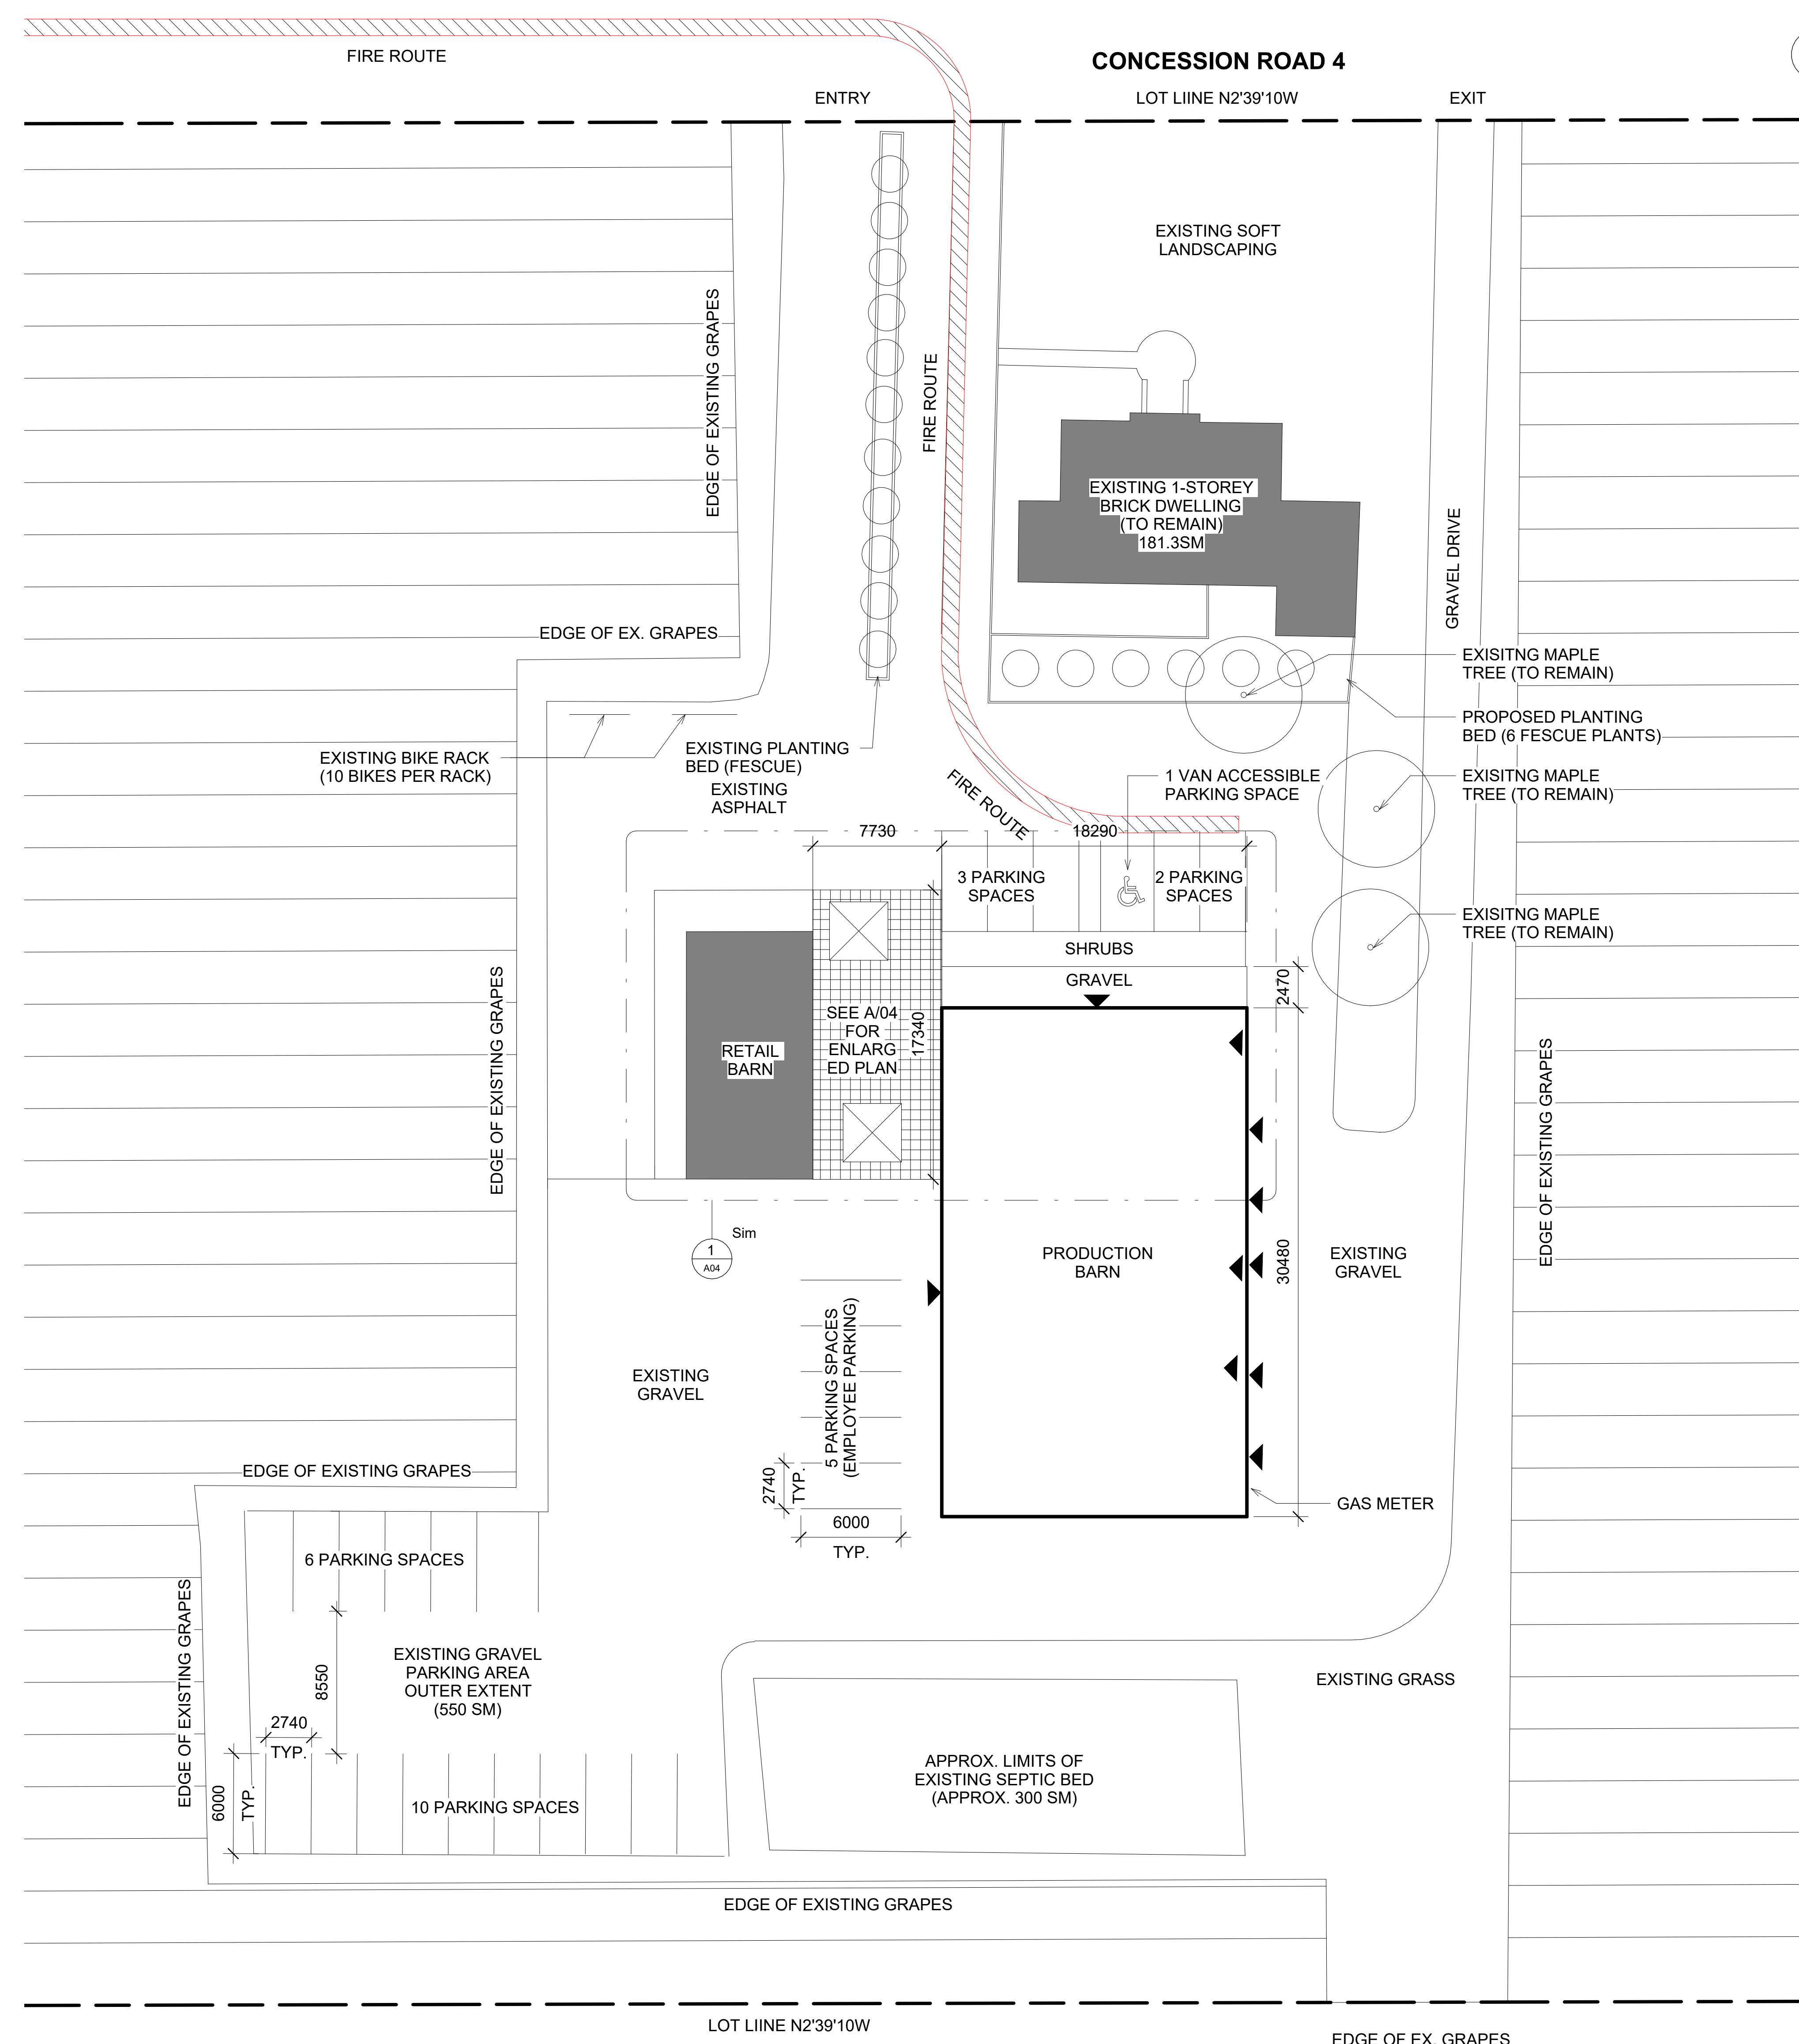 FIRE ROUTE
CONCESSION ROAD 4
ENTRY
LOT LIINE N2'39'10W
EXIT
EXISTING SOFT
LANDSCAPING
EDGE OF EXISTING GRAPES
FIRE ROUTE
EXISTING 1-STOREY
BRICK DWELLING
(TO REMAIN)
181.3SM
GRAVEL DRIVE
EDGE OF EX. GRAPES
EXISITNG MAPLE
TREE (TO REMAIN)
PROPOSED PLANTING
BED (6 FESCUE PLANTS)
EXISTING BIKE RACK
(10 BIKES PER RACK)
EXISTING PLANTING
BED (FESCUE)
EXISTING
ASPHALT
FIRE ROUTE
1 VAN ACCESSIBLE
PARKING SPACE
EXISITNG MAPLE
TREE (TO REMAIN)
7730
18290
3 PARKING
SPACES
2 PARKING
SPACES
EXISITNG MAPLE
TREE (TO REMAIN)
SHRUBS
GRAVEL
2470
EDGE OF EXISTING GRAPES
RETAIL
BARN
SEE A/04
FOR
ENLARG
ED PLAN
17340
EDGE OF EXISTING GRAPES
Sim
1
A04
PRODUCTION
BARN
30480
EXISTING
GRAVEL
EXISTING
GRAVEL
5 PARKING SPACES
(EMPLOYEE PARKING)
2740
TYP.
6000
TYP.
GAS METER
EDGE OF EXISTING GRAPES
6 PARKING SPACES
EDGE OF EXISTING GRAPES
8550
EXISTING GRAVEL
PARKING AREA
OUTER EXTENT
(550 SM)
EXISTING GRASS
2740
TYP.
6000
TYP.
10 PARKING SPACES
APPROX. LIMITS OF
EXISTING SEPTIC BED
(APPROX. 300 SM)
EDGE OF EXISTING GRAPES
LOT LIINE N2'39'10W
EDGE OF EX. GRAPES